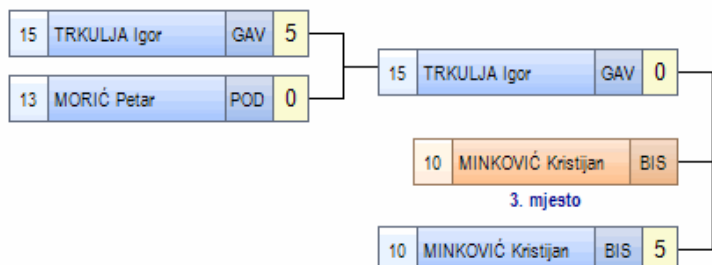 15 TRKULJA Igor GAV 5
13 MORIĆ Petar POD 0
15 TRKULJA Igor GAV 0
10 MINKOVIĆ Kristijan BIS
3. mjesto
10 MINKOVIĆ Kristijan BIS 5